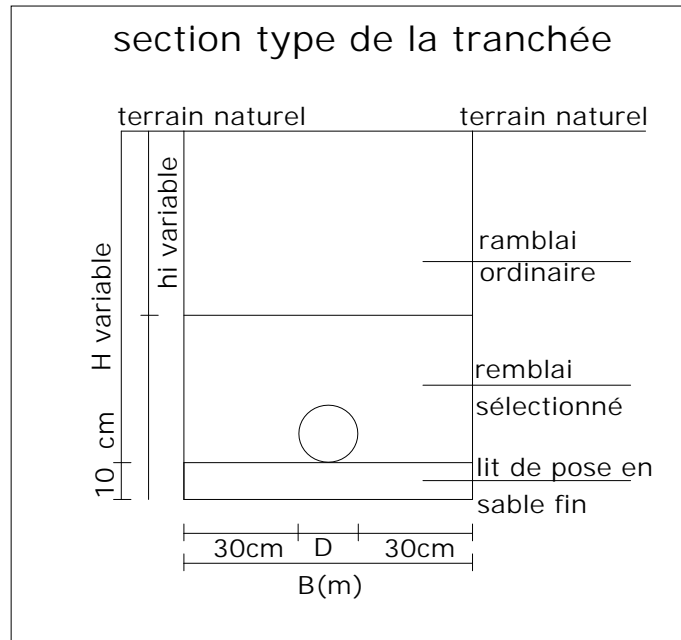 section type de la tranchée
terrain naturel
terrain naturel
hi variable
H variable
10 cm
ramblai
ordinaire
remblai
sélectionné
lit de pose en
sable fin
30cm
D
30cm
B(m)